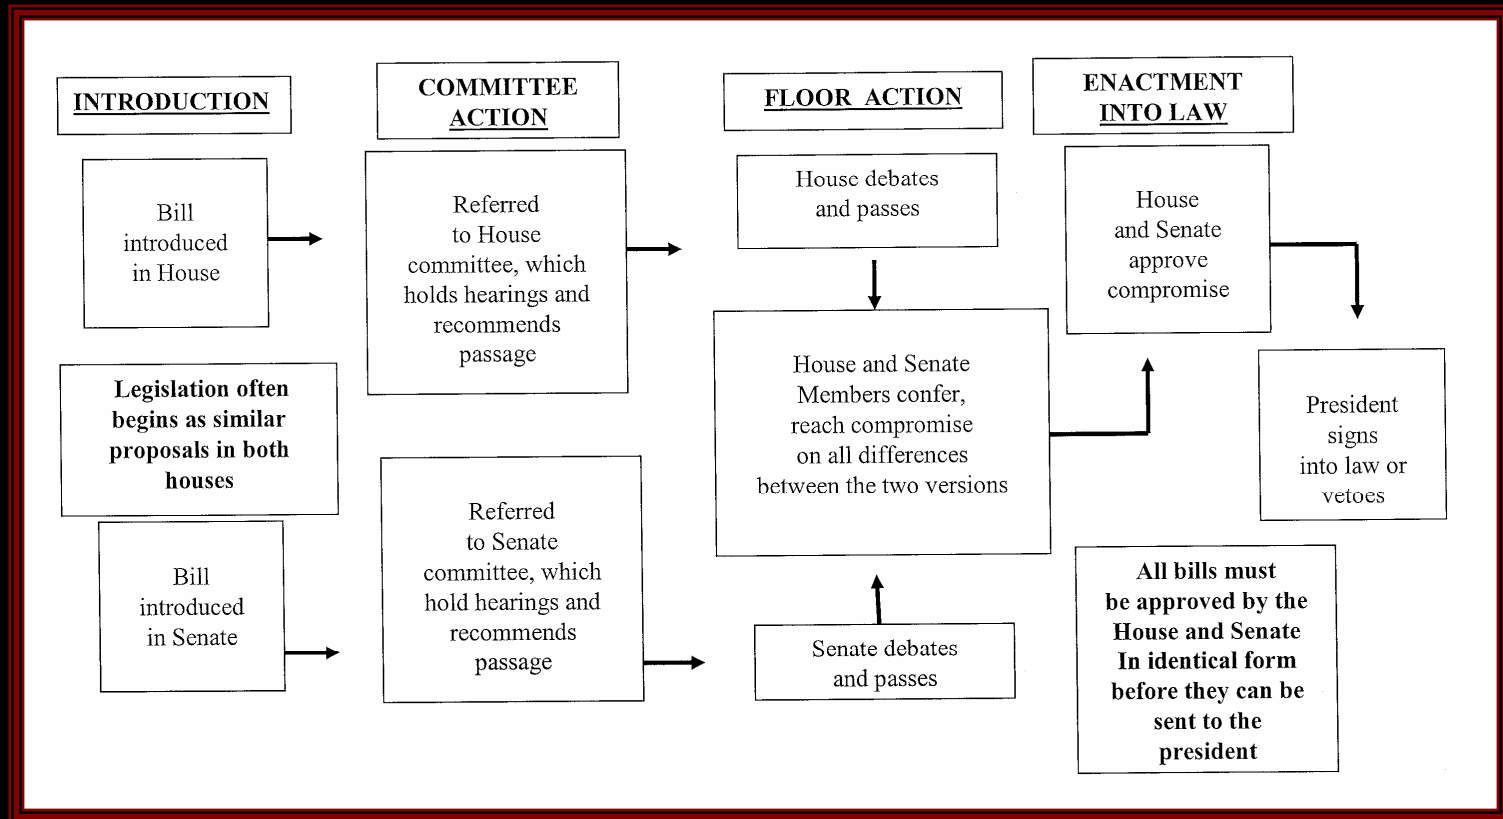 INTRODUCTION
Bill
introduced
in House
Legislation often
begins as similar
proposals in both
houses
Bill
introduced
in Senate
COMMITTEE
ACTION
Referred
to House
committee, which
holds hearings and
recommends
passage
Referred
to Senate
committee, which
hold hearings and
recommends
passage
FLOOR ACTION
House debates
and passes
House and Senate
Members confer,
reach compromise
on all differences
between the two versions
Senate debates
and passes
ENACTMENT
INTO LAW
House
and Senate
approve
compromise
President
signs
into law or
vetoes
All bills must
be approved by the
House and Senate
In identical form
before they can be
sent to the
president